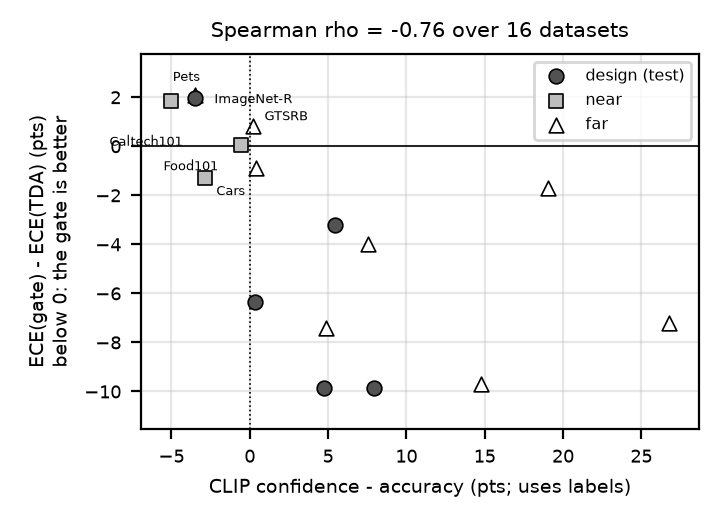 Spearman rho = -0.76 over 16 datasets
design (test)
near
far
Pets
ImageNet-R
GTSRB
Caltech101
Food101
Cars
2
0
−2
−4
−6
−8
−10
ECE(gate) - ECE(TDA) (pts)
below 0: the gate is better
−5
0
5
10
15
20
25
CLIP confidence - accuracy (pts; uses labels)